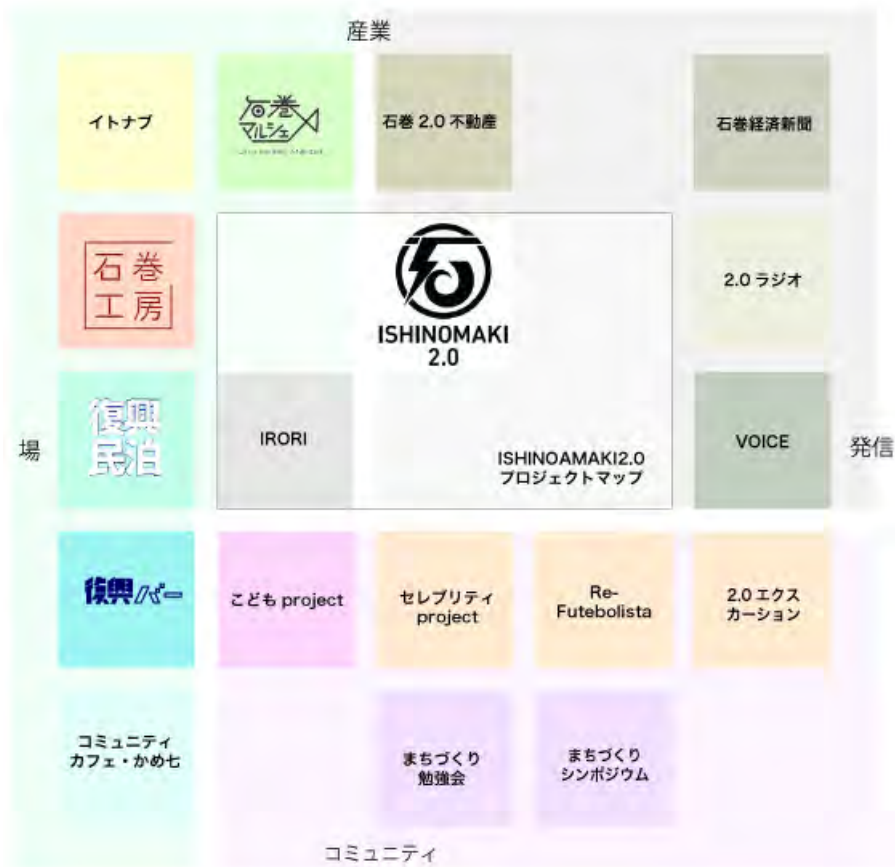 産業
イトナブ
石巻
マルシェ
石巻 2.0 不動産
石巻経済新聞
石巻
工房
ISHINOMAKI
2.0
2.0 ラジオ
場
復興
民泊
IRORI
ISHINOAMAKI2.0
プロジェクトマップ
VOICE
発信
復興バー
こども project
セレブリティ
project
Re-
Futebolista
2.0 エクス
カーション
コミュニティ
カフェ・かめ七
まちづくり
勉強会
まちづくり
シンポジウム
コミュニティ